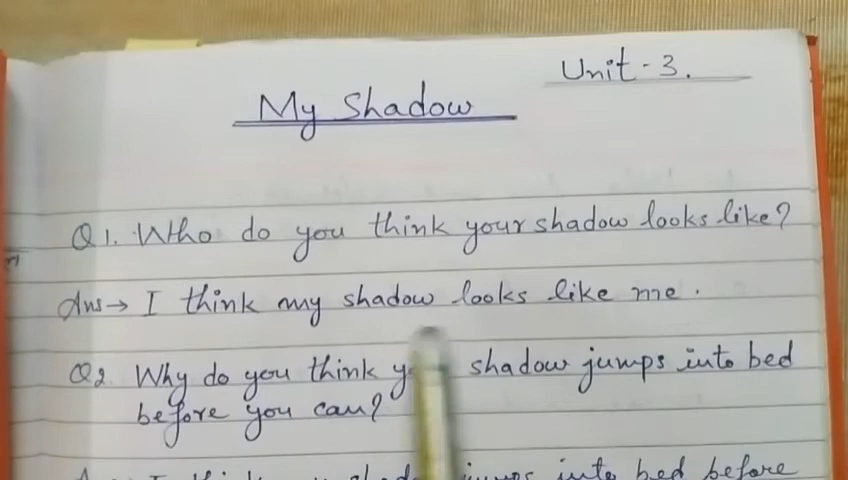 Unit - 3.
My Shadow
Q1. Who do you think your shadow looks like?
Ans → I think my shadow looks like me.
Q2. Why do you think shadow jumps into bed
before you can?
into bed before